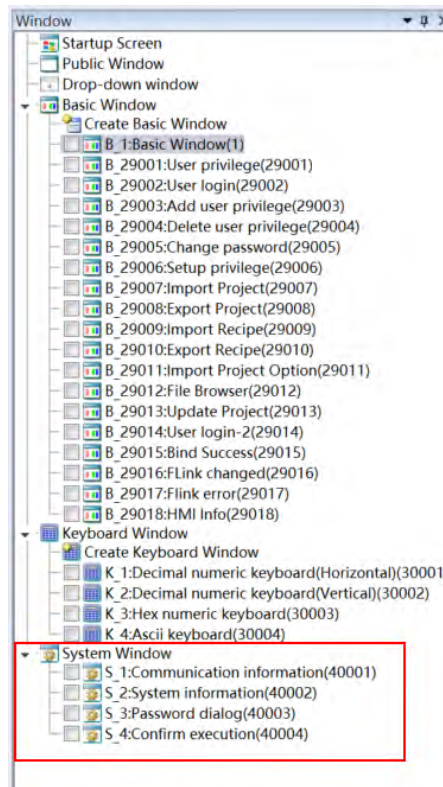 Window
Startup Screen
Public Window
Drop-down window
Basic Window
Create Basic Window
B_1:Basic Window(1)
B_29001:User privilege(29001)
B_29002:User login(29002)
B_29003:Add user privilege(29003)
B_29004:Delete user privilege(29004)
B_29005:Change password(29005)
B_29006:Setup privilege(29006)
B_29007:Import Project(29007)
B_29008:Export Project(29008)
B_29009:Import Recipe(29009)
B_29010:Export Recipe(29010)
B_29011:Import Project Option(29011)
B_29012:File Browser(29012)
B_29013:Update Project(29013)
B_29014:User login-2(29014)
B_29015:Bind Success(29015)
B_29016:FLink changed(29016)
B_29017:Flink error(29017)
B_29018:HMI Info(29018)
Keyboard Window
Create Keyboard Window
K_1:Decimal numeric keyboard(Horizontal)(30001
K_2:Decimal numeric keyboard(Vertical)(30002)
K_3:Hex numeric keyboard(30003)
K_4:Ascii keyboard(30004)
System Window
S_1:Communication information(40001)
S_2:System information(40002)
S_3:Password dialog(40003)
S_4:Confirm execution(40004)